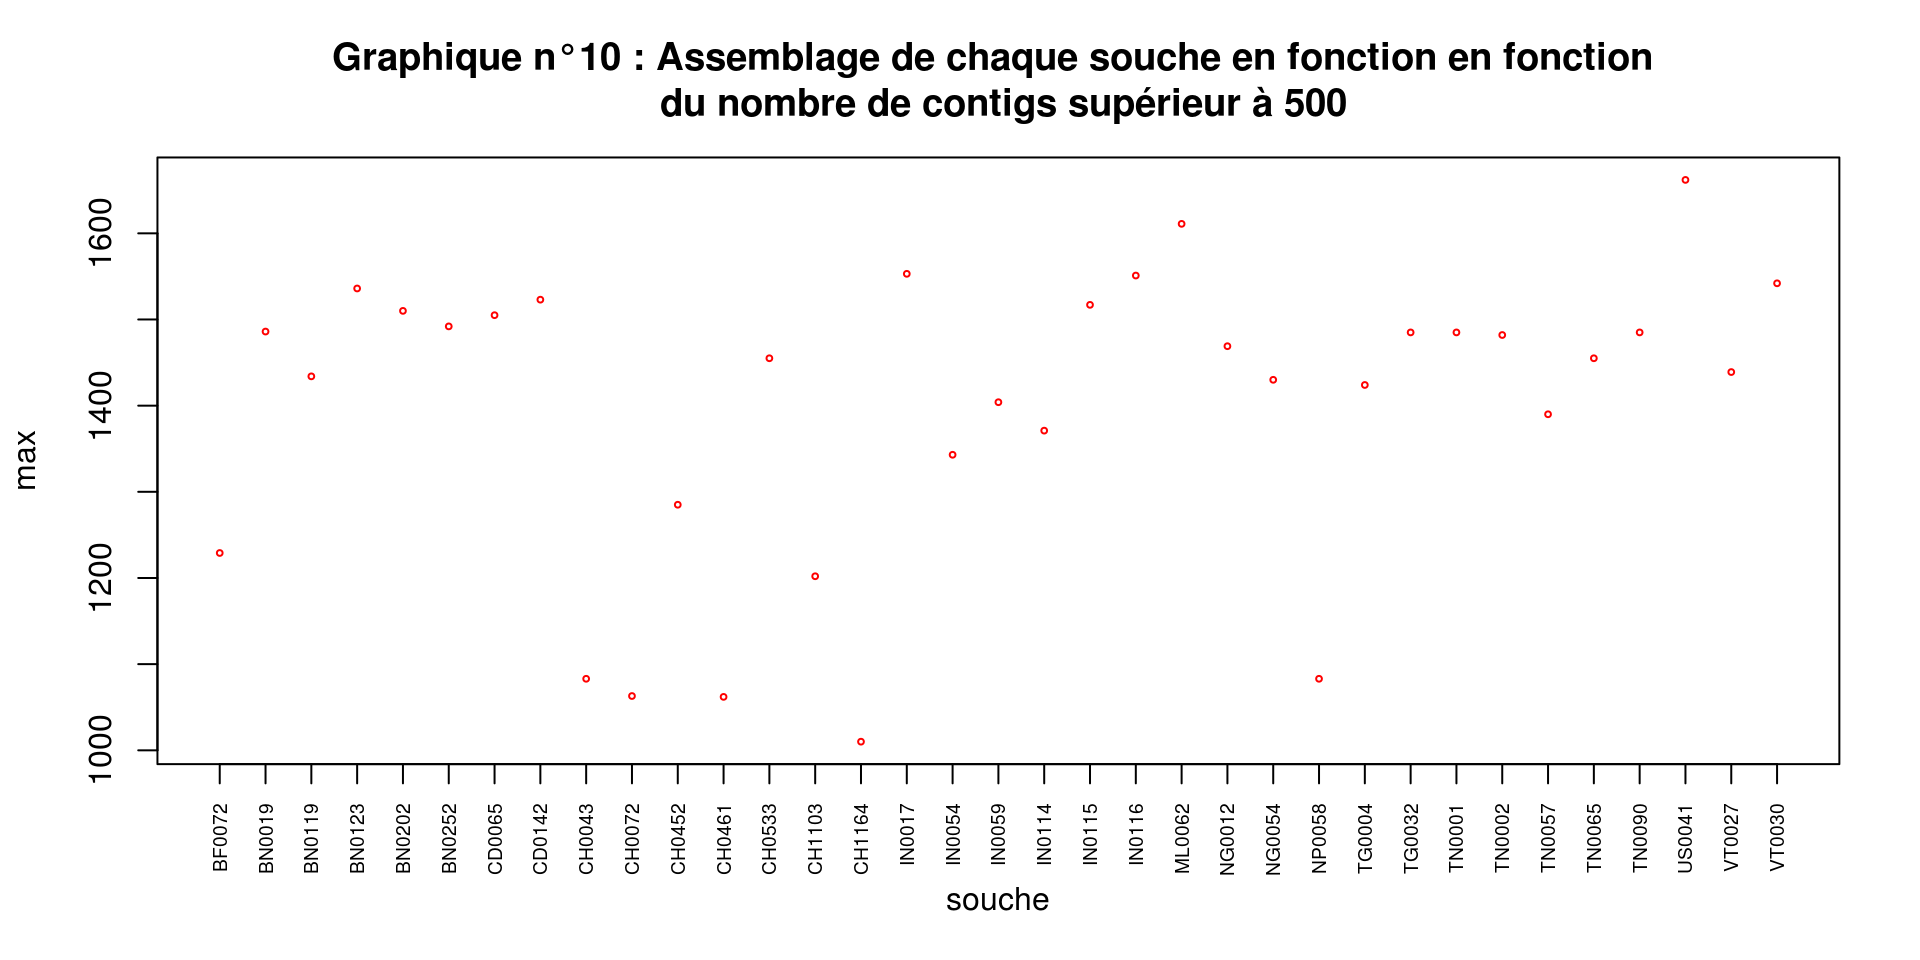 Graphique n°10 : Assemblage de chaque souche en fonction en fonction
du nombre de contigs supérieur à 500
max
1600
1400
1200
1000
BF0072
BN0019
BN0119
BN0123
BN0202
BN0252
CD0065
CD0142
CH0043
CH0072
CH0452
CH0461
CH0533
CH1103
CH1164
IN0017
IN0054
IN0059
IN0114
IN0115
IN0116
ML0062
NG0012
NG0054
NP0058
TG0004
TG0032
TN0001
TN0002
TN0057
TN0065
TN0090
US0041
VT0027
VT0030
souche